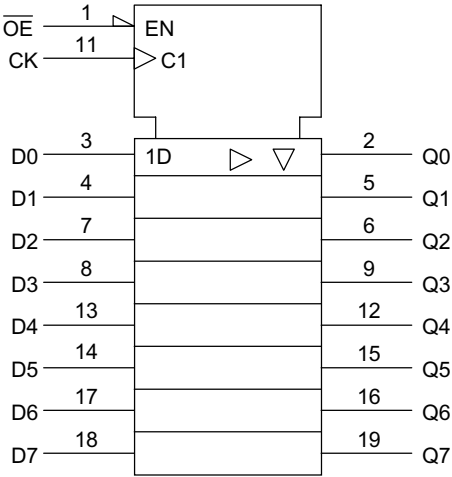 OE 1 EN
CK 11 C1
D0 3 1D 2 Q0
D1 4 5 Q1
D2 7 6 Q2
D3 8 9 Q3
D4 13 12 Q4
D5 14 15 Q5
D6 17 16 Q6
D7 18 19 Q7